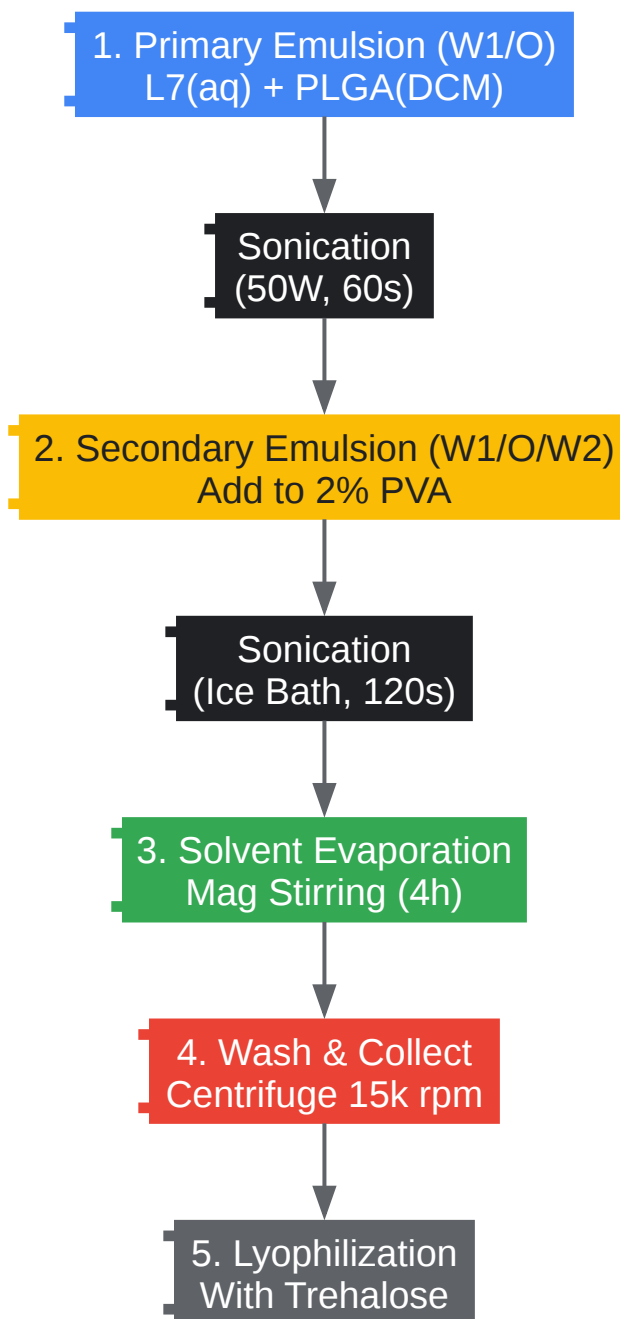 1. Primary Emulsion (W1/O)
L7(aq) + PLGA(DCM)
Sonication
(50W, 60s)
2. Secondary Emulsion (W1/O/W2)
Add to 2% PVA
Sonication
(Ice Bath, 120s)
3. Solvent Evaporation
Mag Stirring (4h)
4. Wash & Collect
Centrifuge 15k rpm
5. Lyophilization
With Trehalose